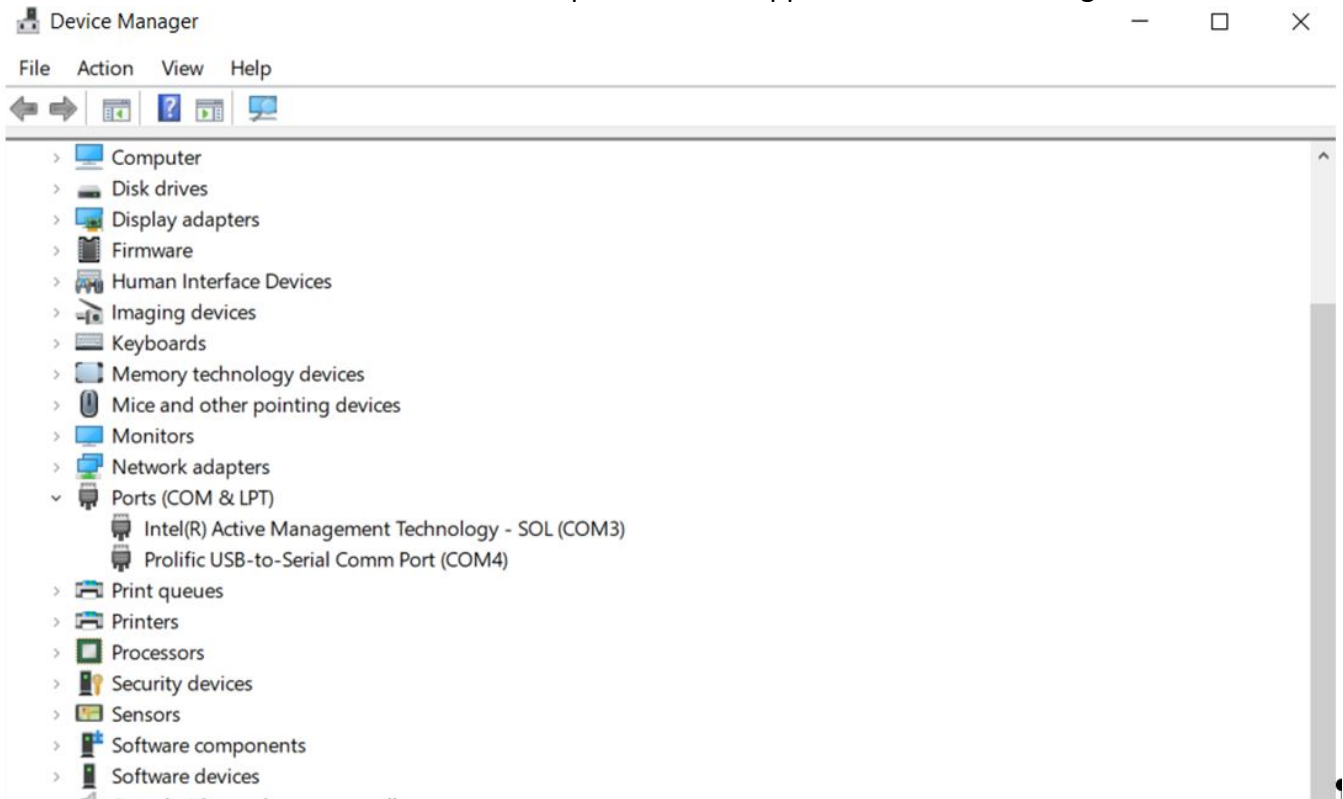 Device Manager
File Action View Help
Computer
Disk drives
Display adapters
Firmware
Human Interface Devices
Imaging devices
Keyboards
Memory technology devices
Mice and other pointing devices
Monitors
Network adapters
Ports (COM & LPT)
Intel(R) Active Management Technology - SOL (COM3)
Prolific USB-to-Serial Comm Port (COM4)
Print queues
Printers
Processors
Security devices
Sensors
Software components
Software devices